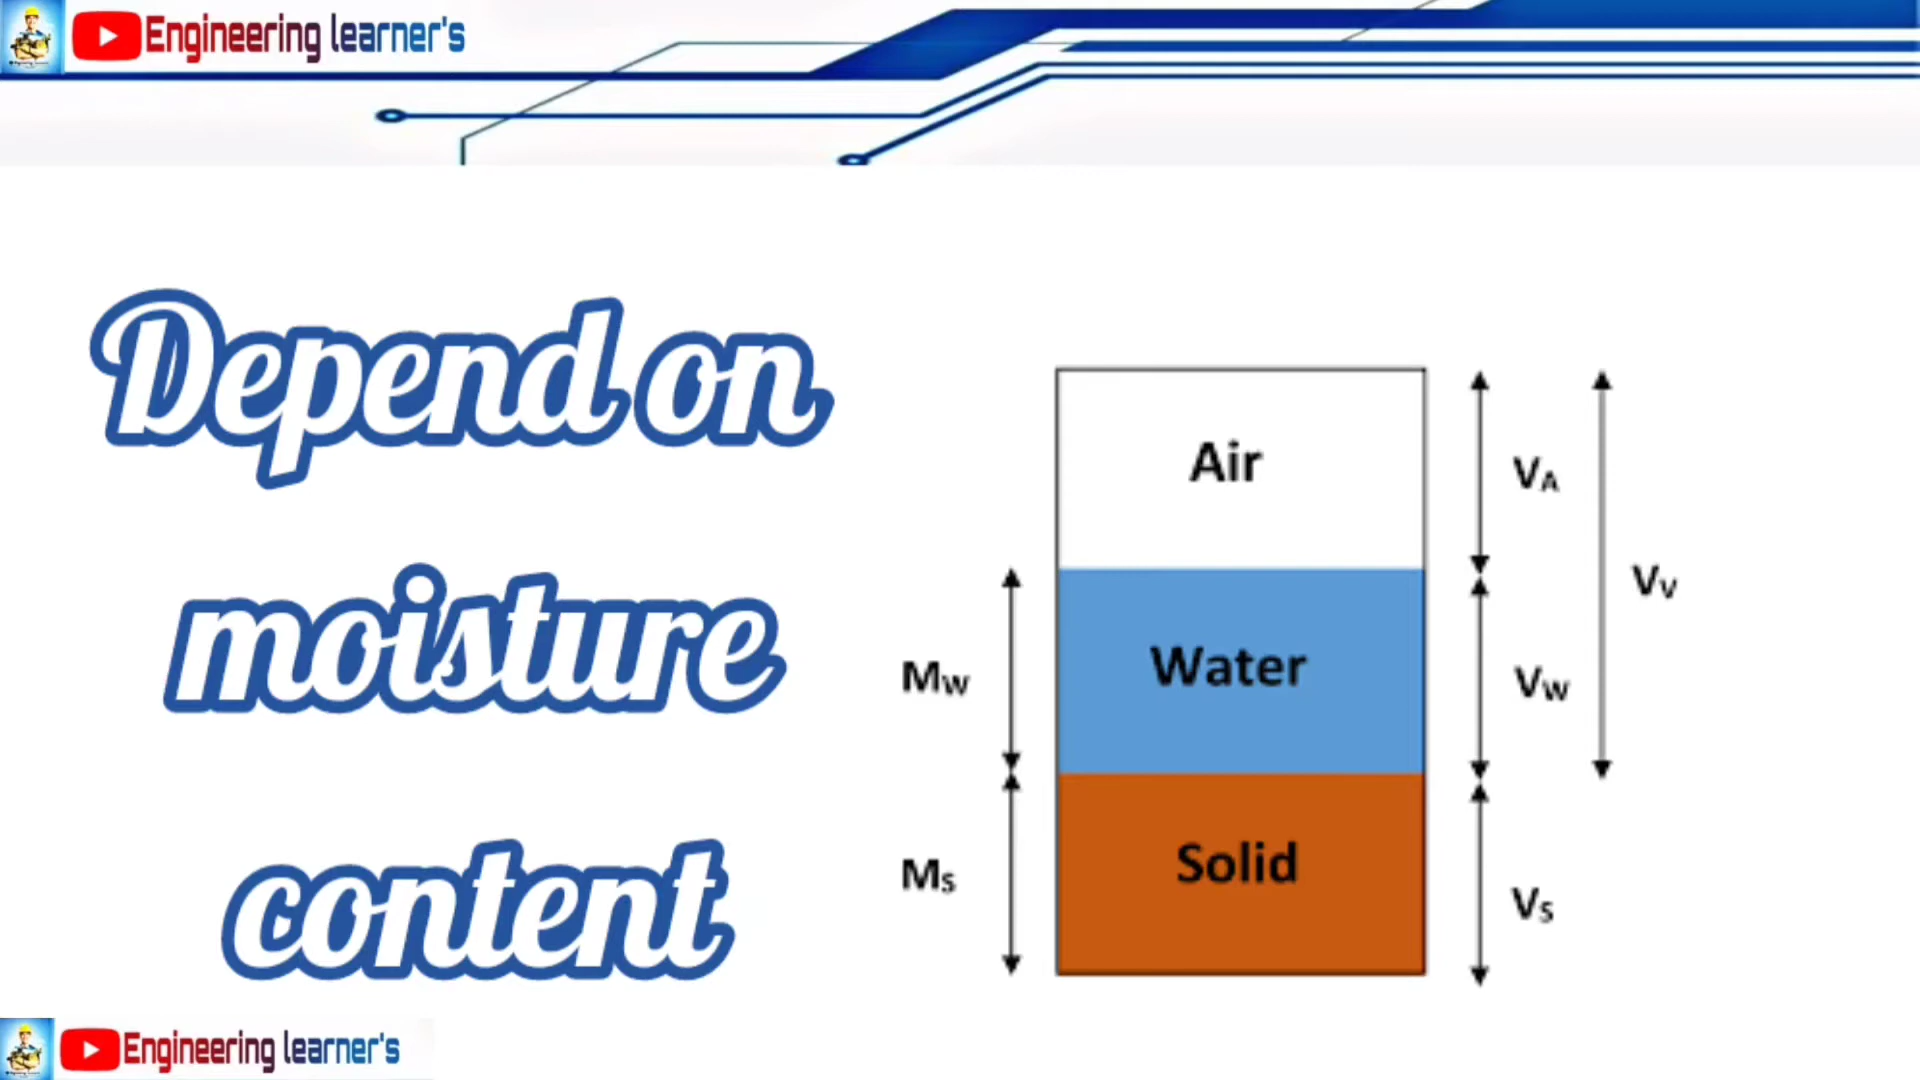 Engineering learner's
Depend on
moisture
content
Air
Water
Solid
MW
MS
VA
VW
VS
VV
Engineering learner's